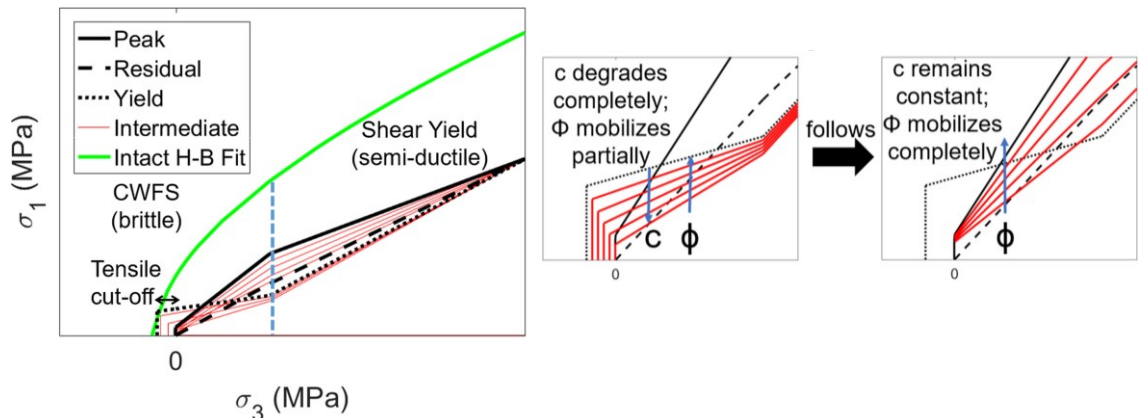 Peak
Residual
Yield
Intermediate
Intact H-B Fit
Shear Yield
(semi-ductile)
CWFS
(brittle)
Tensile
cut-off
σ1 (MPa)
0
σ3 (MPa)
c degrades
completely;
Φ mobilizes
partially
c
Φ
0
follows
c remains
constant;
Φ mobilizes
completely
Φ
0